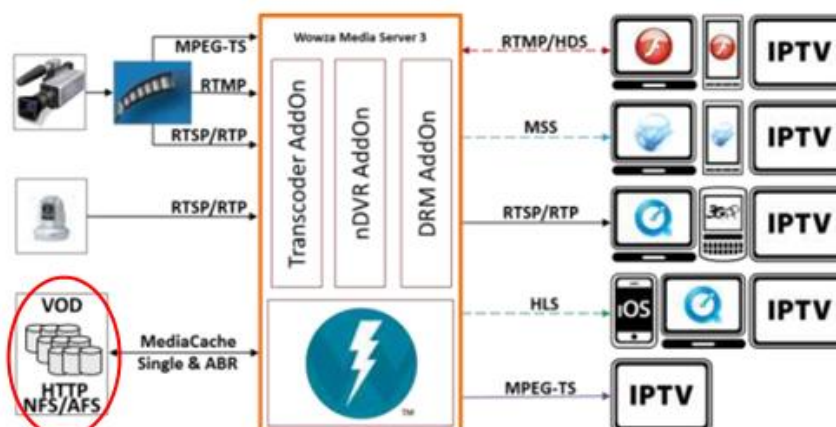 MPEG-TS
RTMP
RTSP/RTP
RTSP/RTP
VOD
HTTP
NFS/AFS
MediaCache
Single & ABR
Wowza Media Server 3
Transcoder AddOn
nDVR AddOn
DRM AddOn
TM
RTMP/HDS
IPTV
MSS
IPTV
RTSP/RTP
IPTV
HLS
iOS
IPTV
MPEG-TS
IPTV